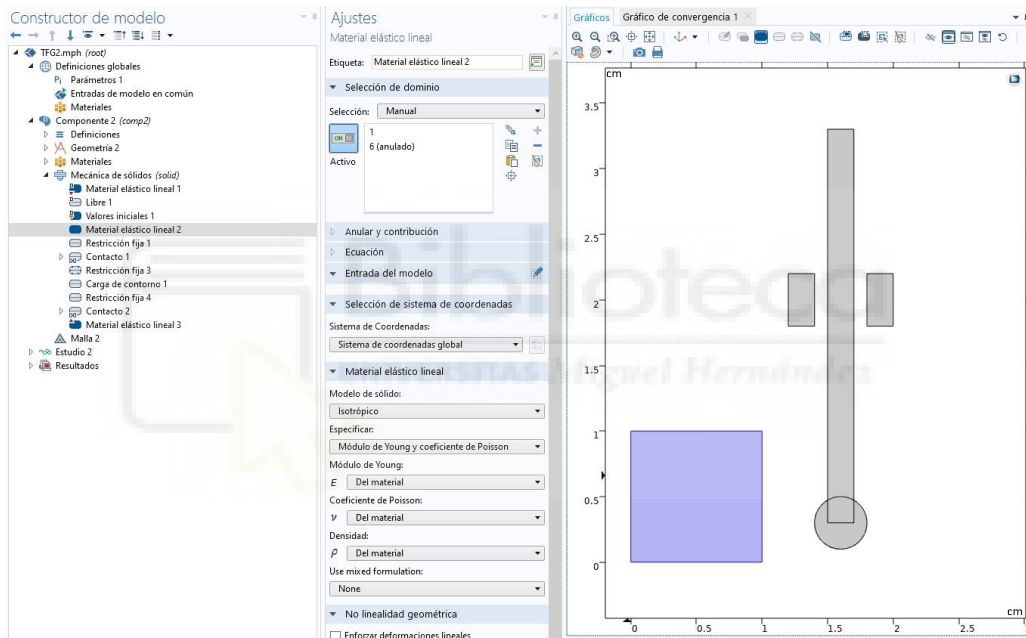 Constructor de modelo
TFG2.mph (root)
Definiciones globales
Pi Parámetros 1
Entradas de modelo en común
Materiales
Componente 2 (comp2)
Definiciones
Geometría 2
Materiales
Mecánica de sólidos (solid)
Material elástico lineal 1
Libre 1
Valores iniciales 1
Material elástico lineal 2
Restricción fija 1
Contacto 1
Restricción fija 3
Carga de contorno 1
Restricción fija 4
Contacto 2
Material elástico lineal 3
Malla 2
Estudio 2
Resultados
Ajustes
Material elástico lineal
Etiqueta: Material elástico lineal 2
Selección de dominio
Selección: Manual
ON
Activo
1
6 (anulado)
Anular y contribución
Ecuación
Entrada del modelo
Selección de sistema de coordenadas
Sistema de Coordenadas:
Sistema de coordenadas global
Material elástico lineal
Modelo de sólido:
Isotrópico
Especificar:
Módulo de Young y coeficiente de Poisson
Módulo de Young:
E Del material
Coeficiente de Poisson:
ν Del material
Densidad:
ρ Del material
Use mixed formulation:
None
No linealidad geométrica
Enforzar deformaciones lineales
Gráficos Gráfico de convergencia 1
cm
3.5
3
2.5
2
1.5
1
0.5
0
0 0.5 1 1.5 2 2.5
cm
Biblioteca
UNIVERSITAS Miguel Hernández